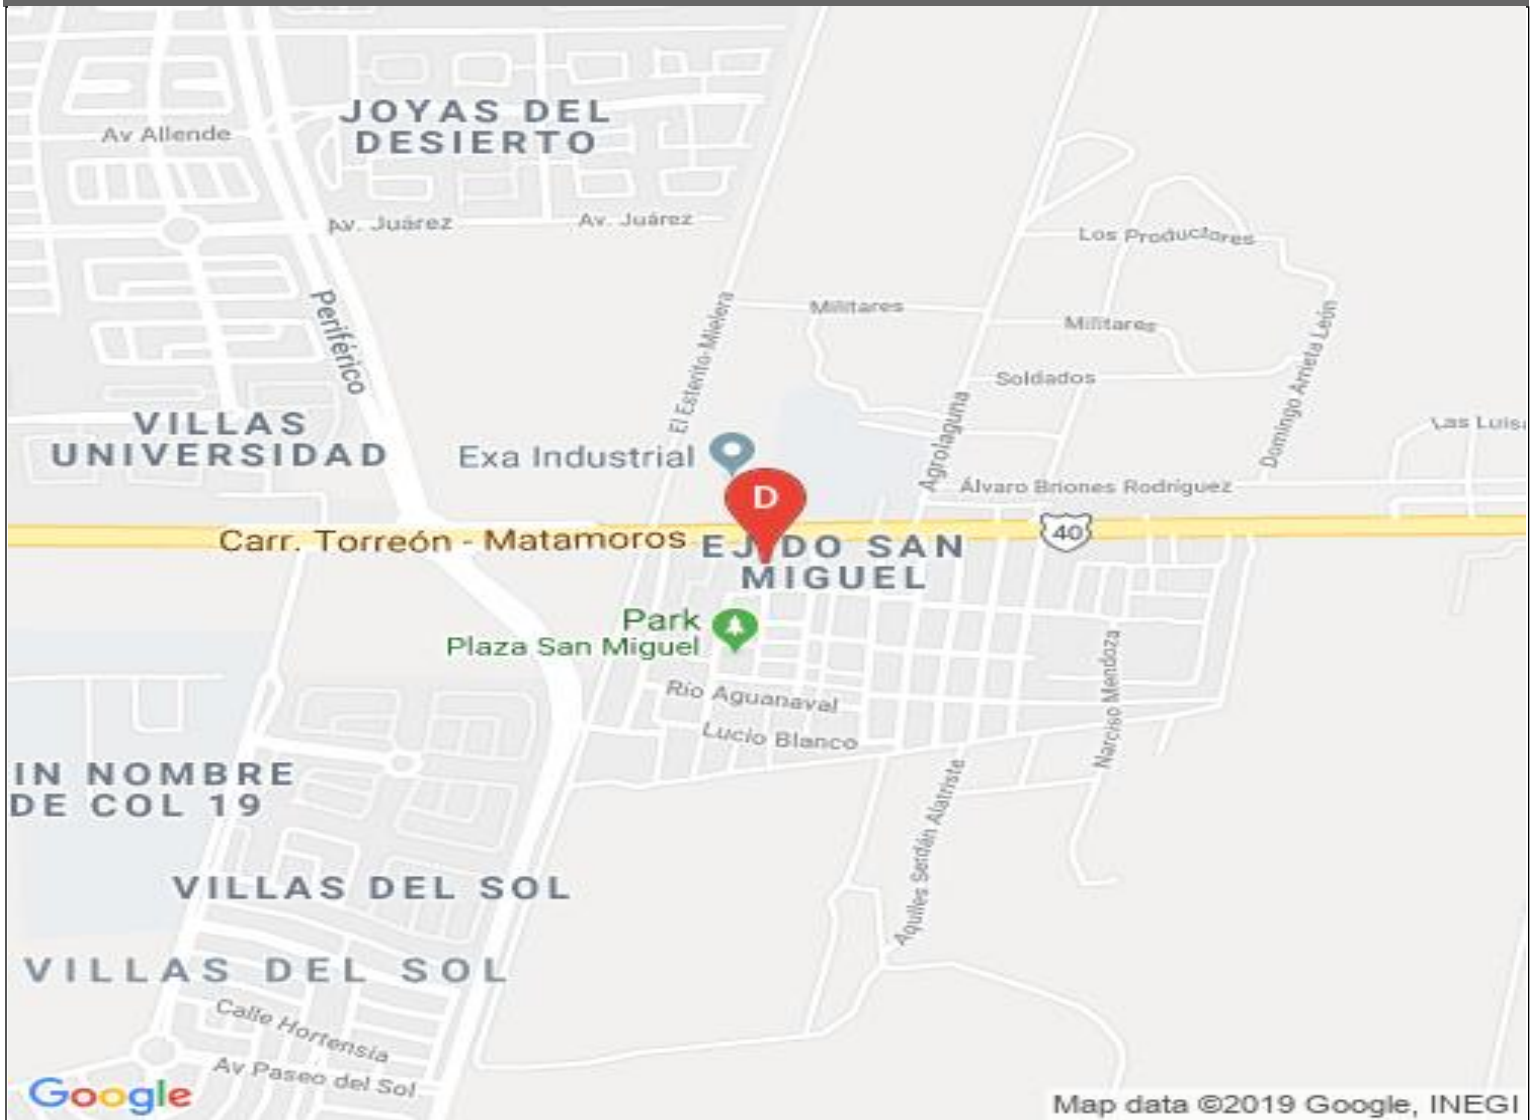 JOYAS DEL
DESIERTO
Av Allende
Av. Juárez
Av. Juárez
Los Productores
Periférico
El Esterito-Mielera
Militares
Militares
Domingo Arrieta León
Soldados
Agrolaguna
VILLAS
UNIVERSIDAD
Exa Industrial
Álvaro Briones Rodríguez
D
Carr. Torreón - Matamoros
40
EJIDO SAN
MIGUEL
Park
Plaza San Miguel
Río Aguanaval
Lucio Blanco
Narciso Mendoza
IN NOMBRE
DE COL 19
Aquiles Serdán Alatriste
VILLAS DEL SOL
VILLAS DEL SOL
Calle Hortensia
Av Paseo del Sol
Google
Map data ©2019 Google, INEGI